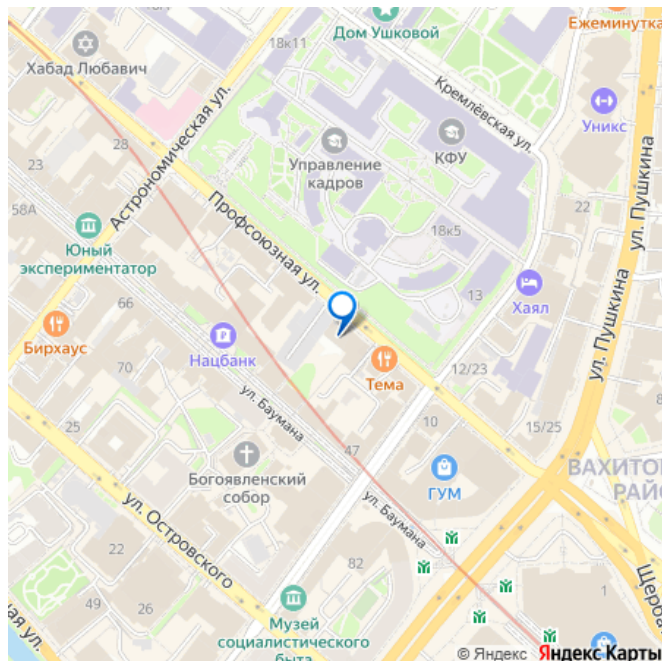 Дом Ушковой
Ежеминутка
18к11
Хабад Любавич
Кремлёвская ул.
Уникс
ул. Пушкина
Астрономическая ул.
28
23
Управление
кадров
КФУ
58А
Профсоюзная ул.
22
18к5
Юный
экспериментатор
13
Хаял
66
Нацбанк
Бирхаус
Тема
12/23
ул. Пушкина
ул. Баумана
25
10
15/25
47
Богоявленский
собор
ГУМ
ВАХИТО
РАЙО
ул. Островского
ул. Баумана
22
82
1
Щерба
49
26
Музей
социалистического
быта
ул.
© Яндекс Яндекс Карты